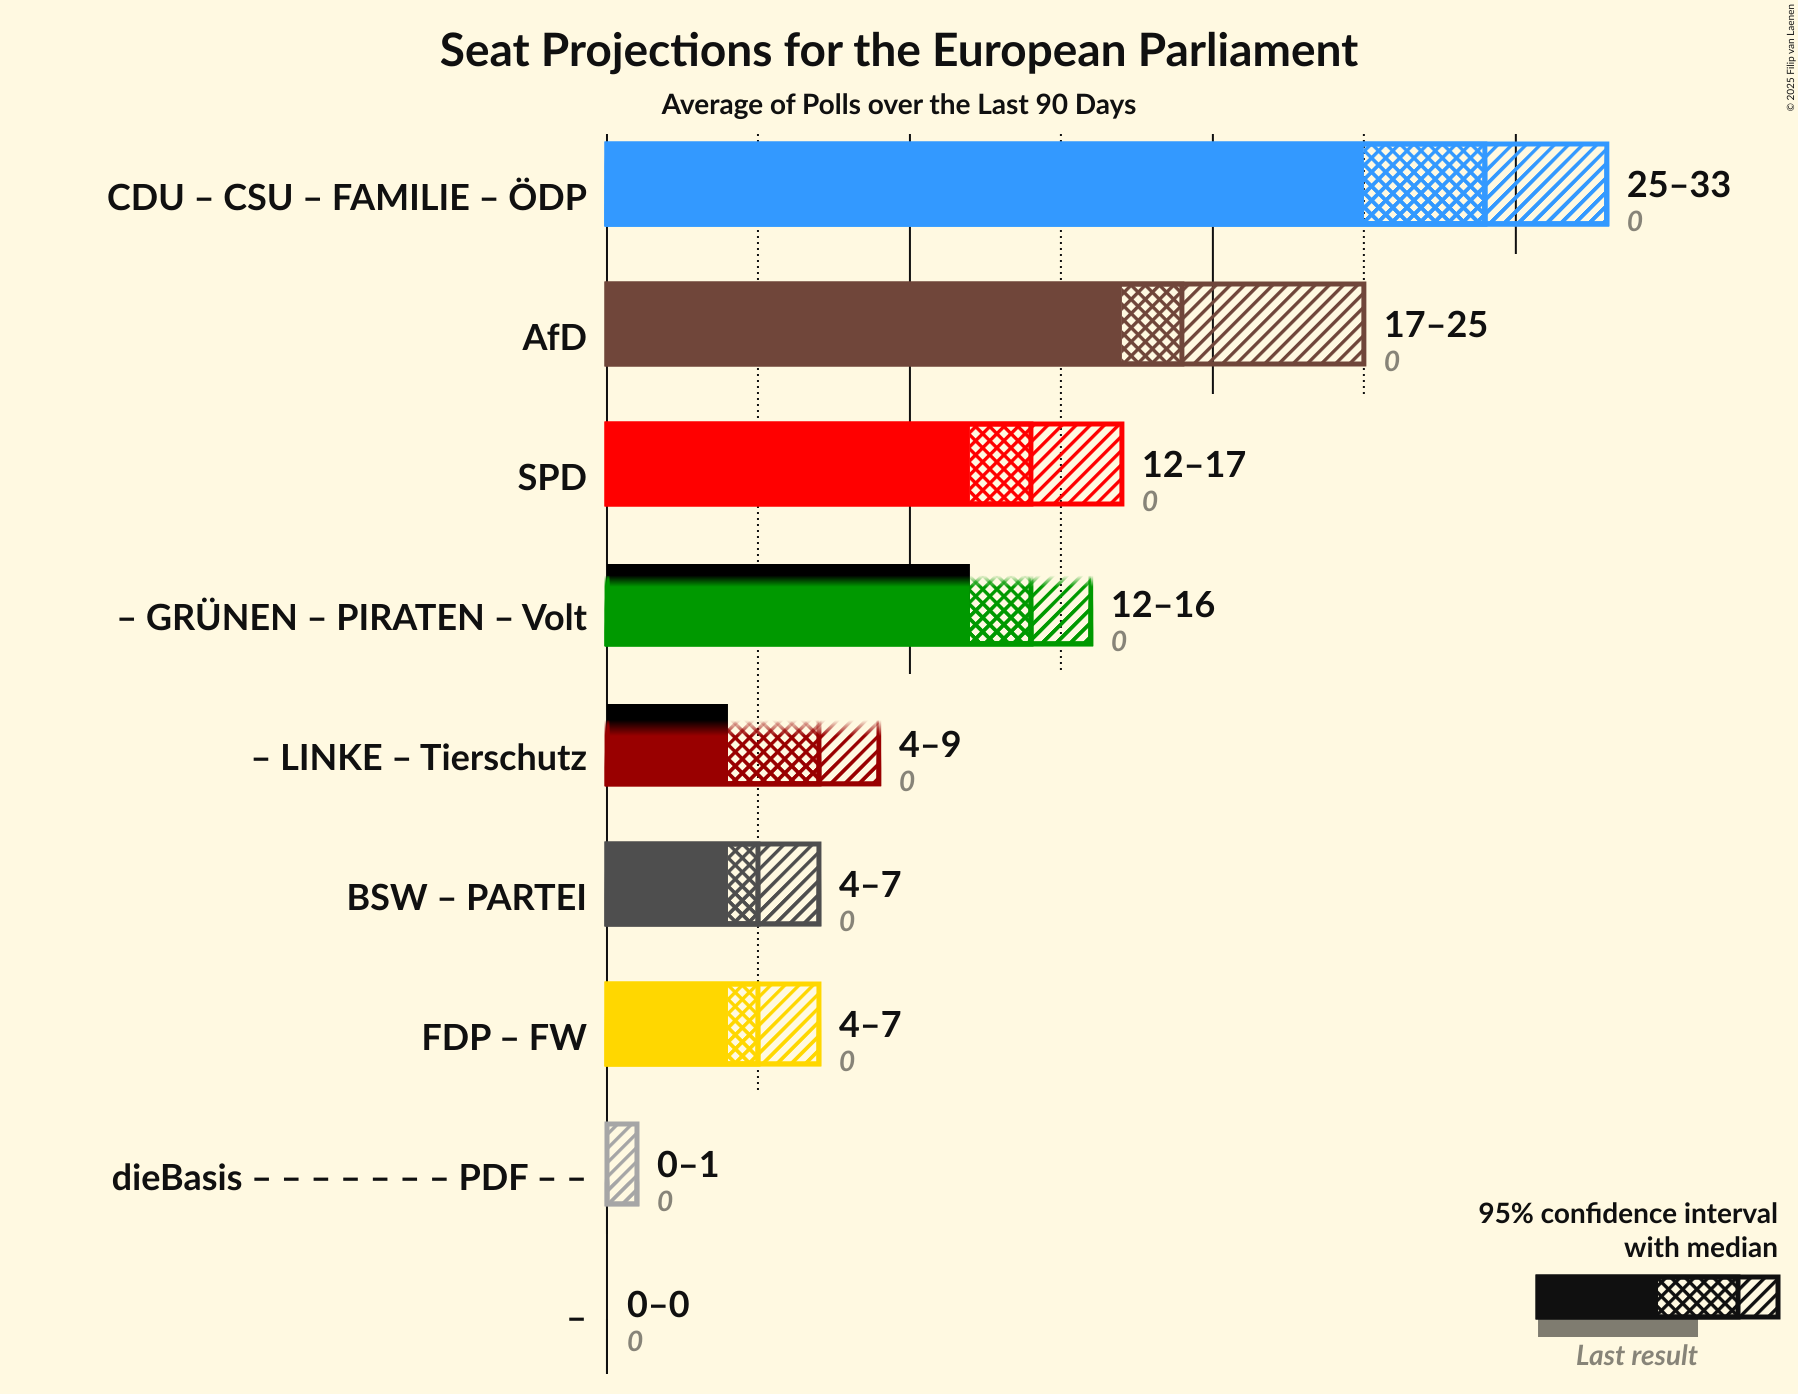 Seat Projections for the European Parliament
Average of Polls over the Last 90 Days
© 2025 Filip van Laenen
CDU – CSU – FAMILIE – ÖDP
25–33
0
AfD
17–25
0
SPD
12–17
0
– GRÜNEN – PIRATEN – Volt
12–16
0
– LINKE – Tierschutz
4–9
0
BSW – PARTEI
4–7
0
FDP – FW
4–7
0
dieBasis – – – – – – – PDF – –
0–1
0
–
0–0
0
95% confidence interval
with median
Last result